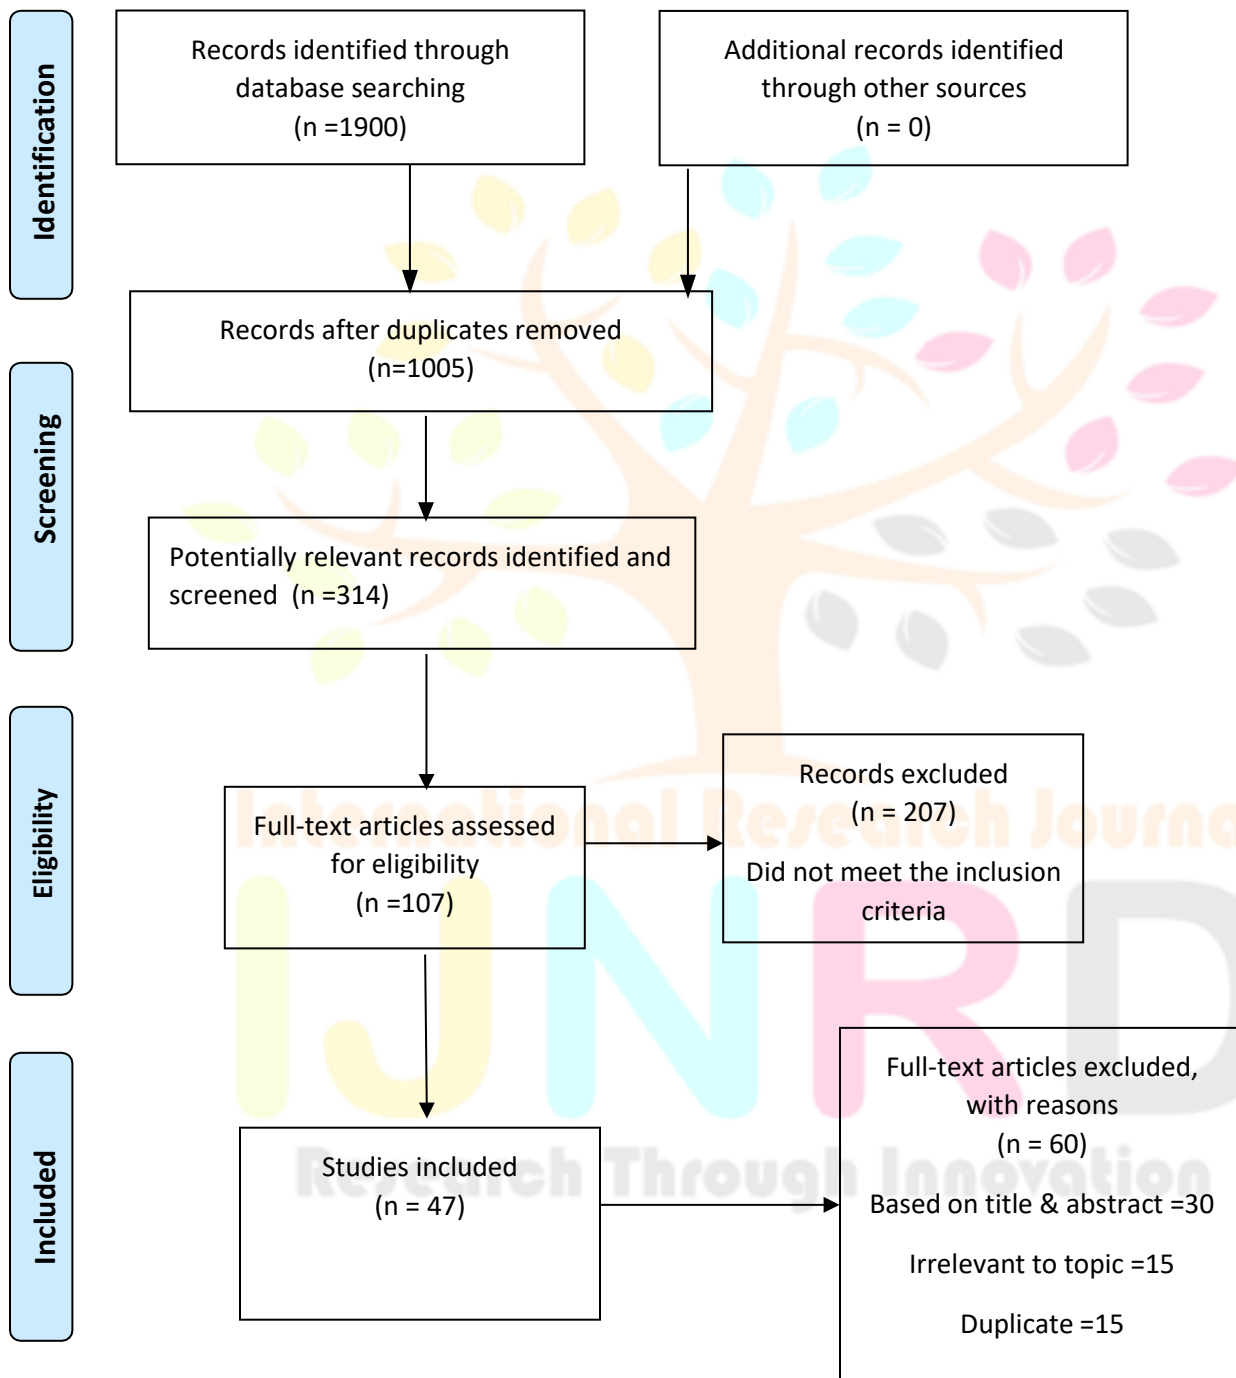 Identification
Records identified through
database searching
(n =1900)
Additional records identified
through other sources
(n = 0)
Records after duplicates removed
(n=1005)
Screening
Potentially relevant records identified and
screened (n =314)
Eligibility
Full-text articles assessed
for eligibility
(n =107)
Records excluded
(n = 207)
Did not meet the inclusion
criteria
International Research Journa
IJNRD
Research Through Innovation
Included
Studies included
(n = 47)
Full-text articles excluded,
with reasons
(n = 60)
Based on title & abstract =30
Irrelevant to topic =15
Duplicate =15